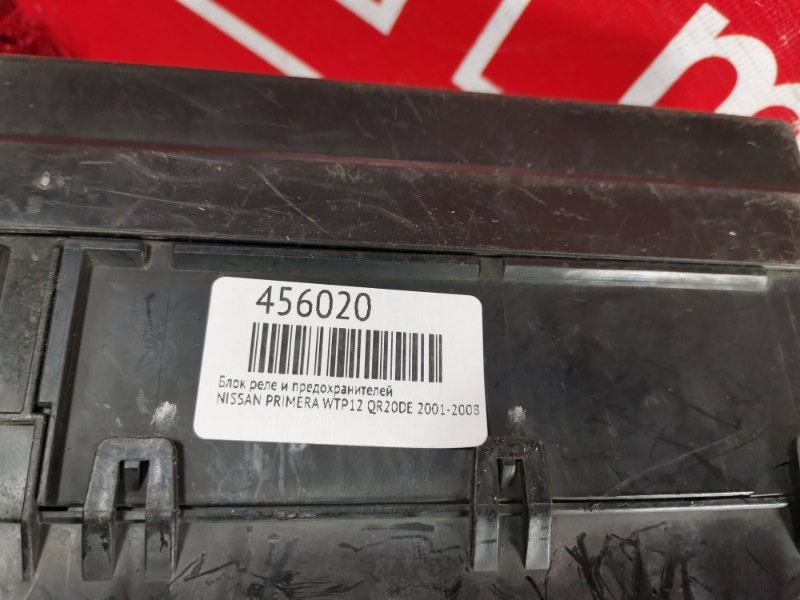 456020
Блок реле и предохранителей
NISSAN PRIMERA WTP12 QR20DE 2001-2008